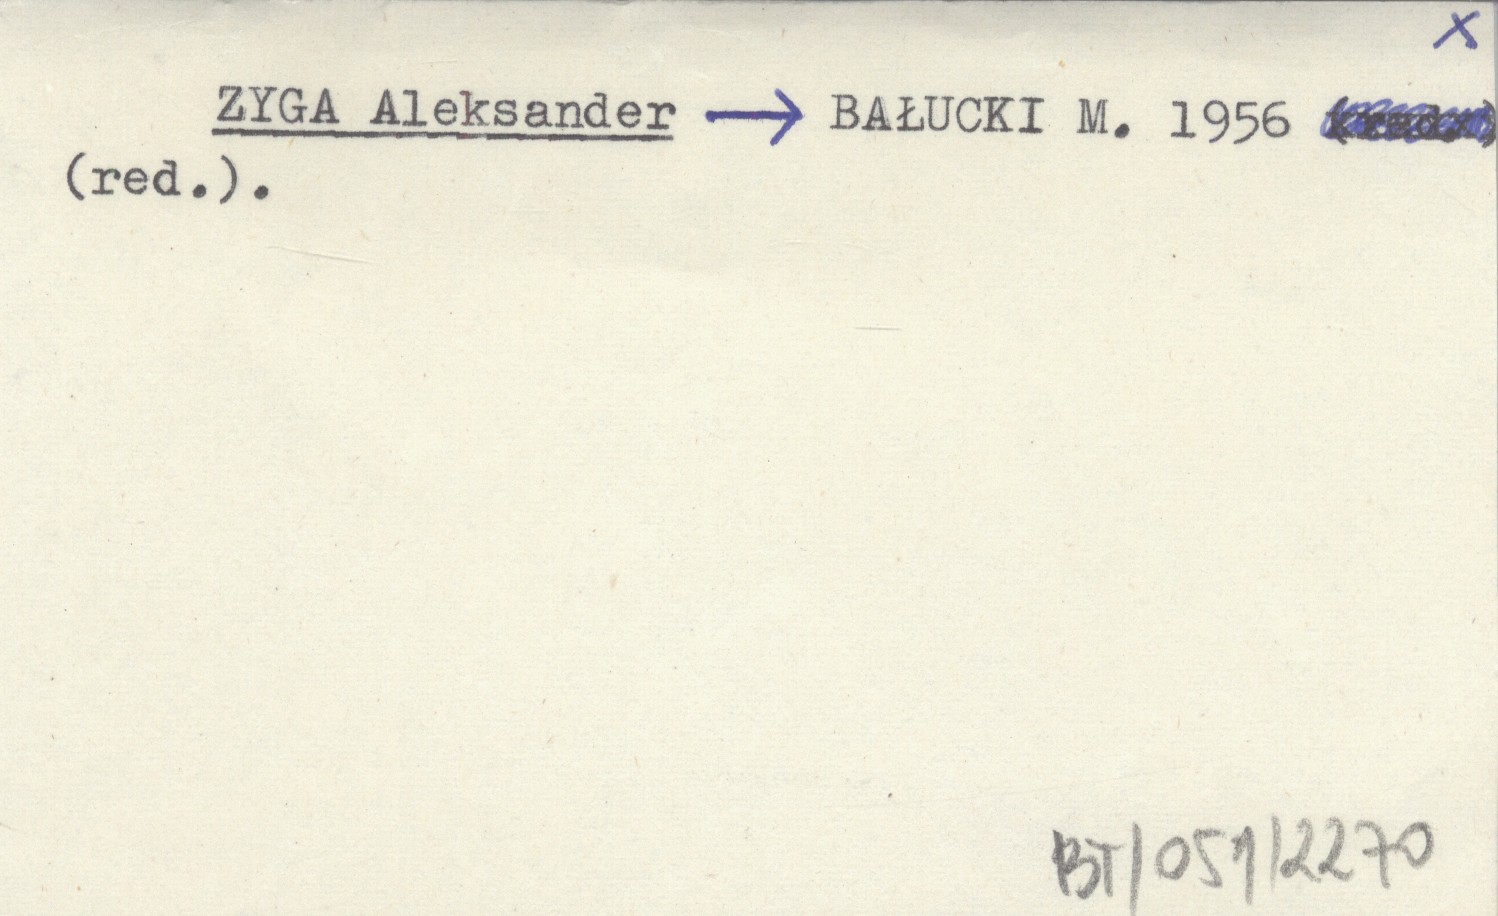 x
ZYGA Aleksander → BAŁUCKI M. 1956
(red.).
BT/051/2270